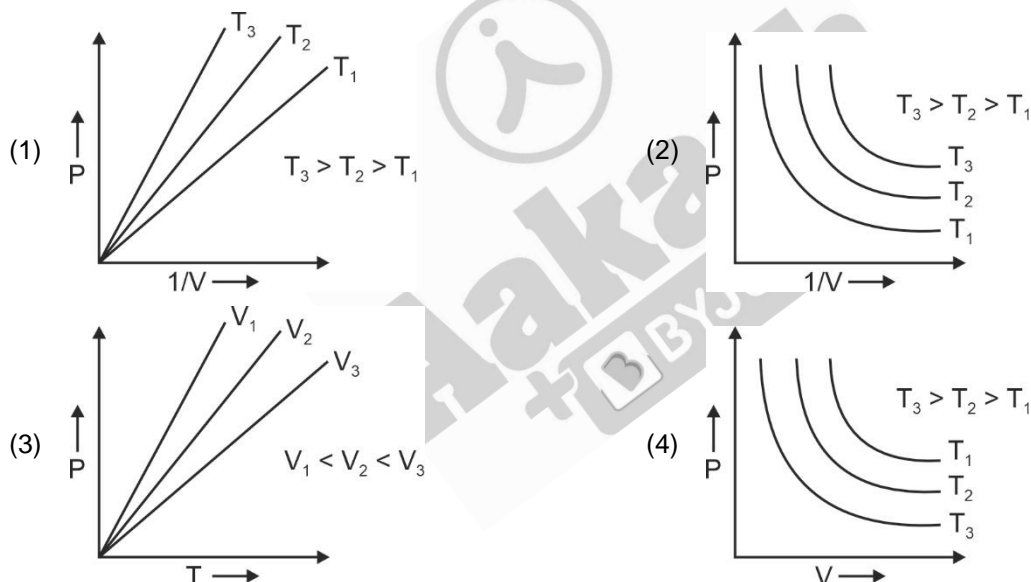 (1)
P
T₃
T₂
T₁
T₃ > T₂ > T₁
1/V
(2)
P
T₃ > T₂ > T₁
T₃
T₂
T₁
1/V
(3)
P
V₁
V₂
V₃
V₁ < V₂ < V₃
T
(4)
P
T₃ > T₂ > T₁
T₁
T₂
T₃
V